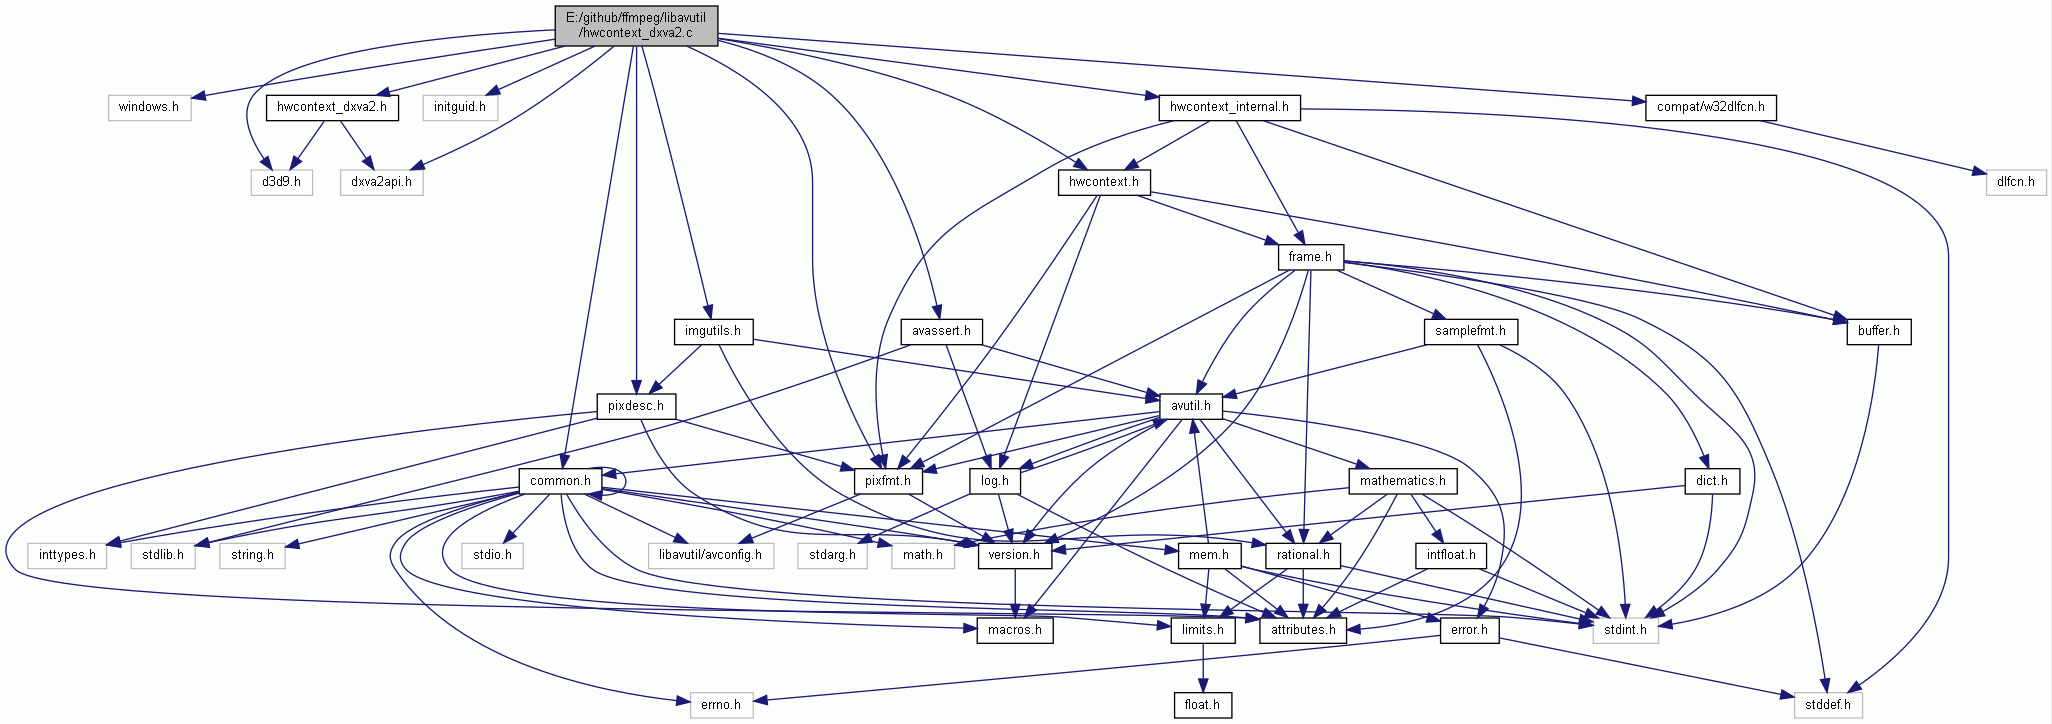 E:/github/ffmpeg/libavutil
/hwcontext_dxva2.c
windows.h
hwcontext_dxva2.h
initguid.h
hwcontext_internal.h
compat/w32dlfcn.h
d3d9.h
dxva2api.h
hwcontext.h
dlfcn.h
frame.h
imgutils.h
avassert.h
samplefmt.h
buffer.h
pixdesc.h
avutil.h
common.h
pixfmt.h
log.h
mathematics.h
dict.h
inttypes.h
stdlib.h
string.h
stdio.h
libavutil/avconfig.h
stdarg.h
math.h
version.h
mem.h
rational.h
intfloat.h
macros.h
limits.h
attributes.h
error.h
stdint.h
errno.h
float.h
stddef.h